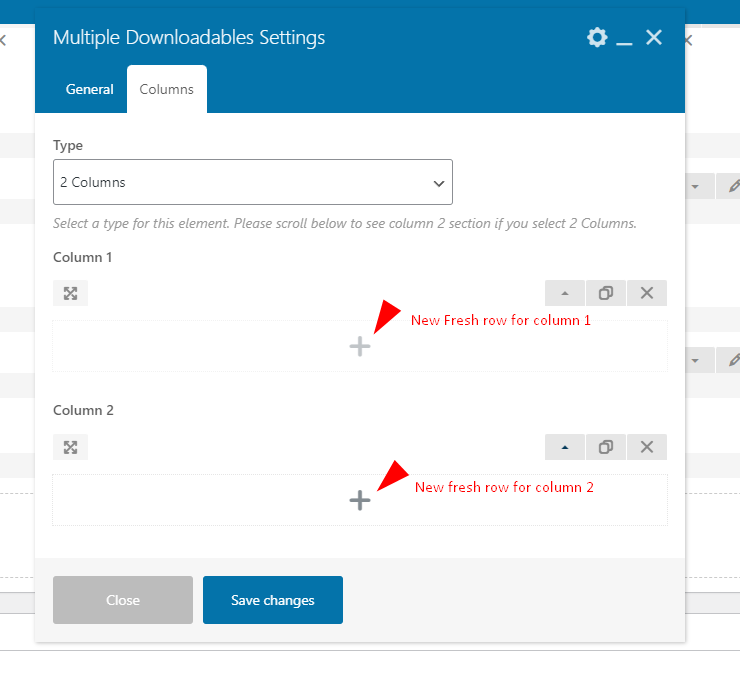 Multiple Downloadables Settings
General
Columns
Type
2 Columns
Select a type for this element. Please scroll below to see column 2 section if you select 2 Columns.
Column 1
New Fresh row for column 1
Column 2
New fresh row for column 2
Close
Save changes